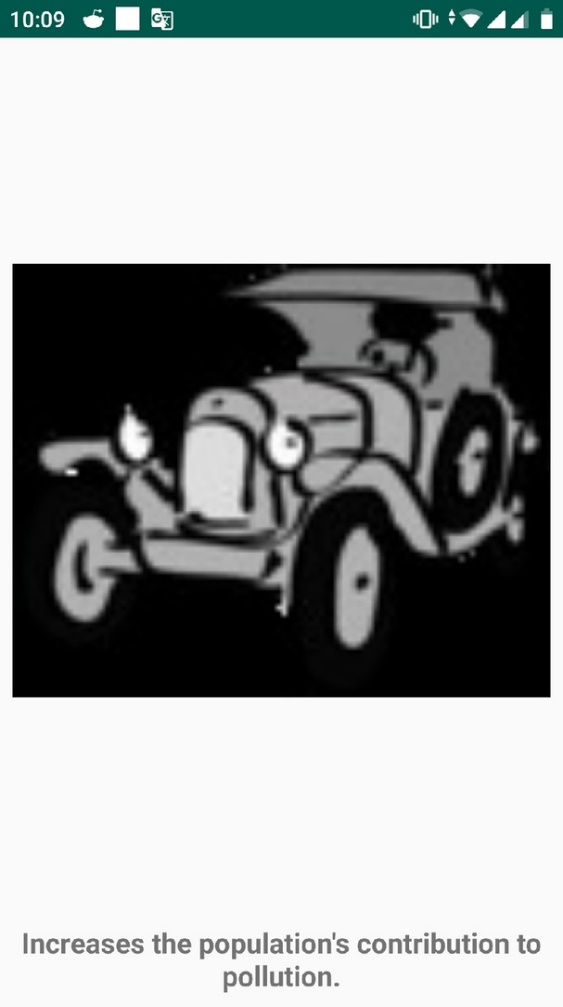 10:09
Increases the population's contribution to
pollution.